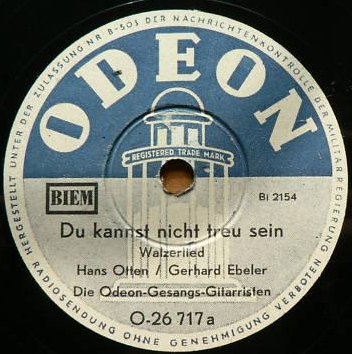 HERGESTELLT UNTER DER ZULASSUNG NR B-503 DER NACHRICHTENKONTROLLE DER MILITÄRREGIERUNG
ODEON
REGISTERED TRADE MARK
BIEM
Bi 2154
Du kannst nicht treu sein
Walzerlied
Hans Otten / Gerhard Ebeler
Die Odeon-Gesangs-Gitarristen
O-26 717a
RADIOSENDUNG OHNE GENEHMIGUNG VERBOTEN